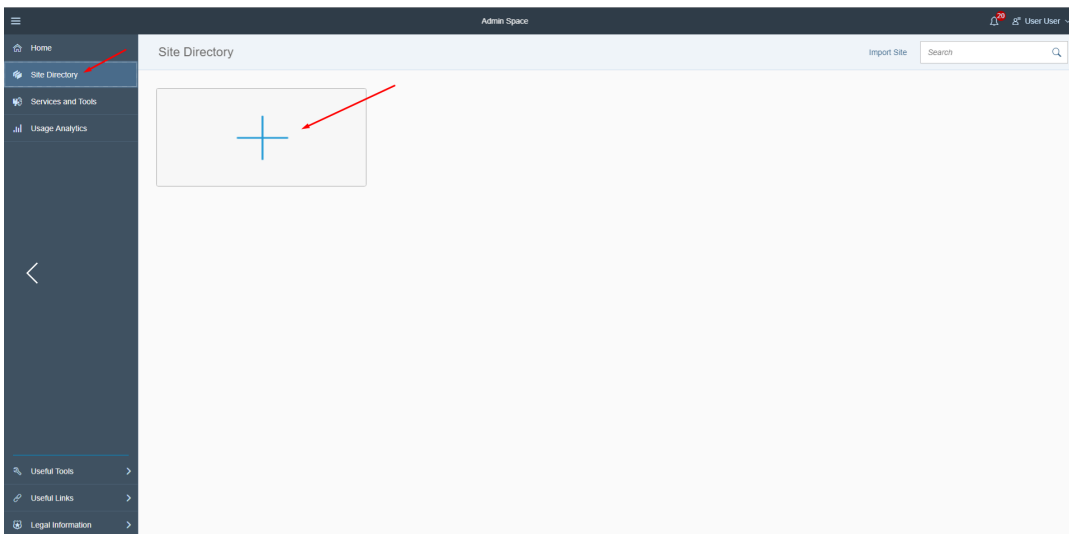 Admin Space
20
User User
Home
Site Directory
Services and Tools
Usage Analytics
Useful Tools
Useful Links
Legal Information
Site Directory
Import Site
Search